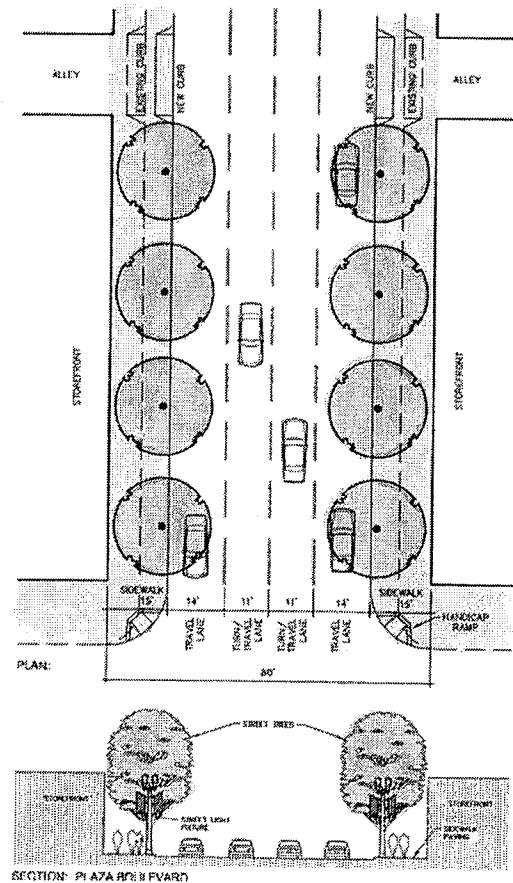 ALLEY
EXISTING CURB
NEW CURB
NEW CURB
EXISTING CURB
ALLEY
STOREFRONT
STOREFRONT
SIDEWALK
15'
14'
11'
11'
14'
SIDEWALK
15'
TRAVEL
LANE
TURN/
TRAVEL
LANE
TURN/
TRAVEL
LANE
TRAVEL
LANE
HANDICAP
RAMP
PLAN:
80'
STREET TREES
STOREFRONT
STREET LIGHT
FIXTURE
STOREFRONT
SIDEWALK
PAVING
SECTION: PLAZA BOULEVARD